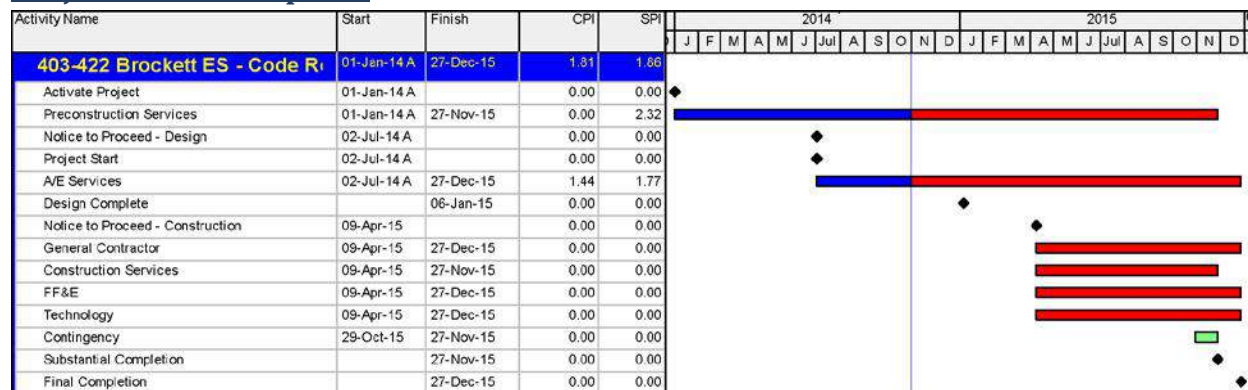 Activity Name Start Finish CPI SPI 2014 2015
J F M A M J Jul A S O N D J F M A M J Jul A S O N D
403-422 Brockett ES - Code R 01-Jan-14 A 27-Dec-15 1.81 1.86
Activate Project 01-Jan-14 A 0.00 0.00
Preconstruction Services 01-Jan-14 A 27-Nov-15 0.00 2.32
Notice to Proceed - Design 02-Jul-14 A 0.00 0.00
Project Start 02-Jul-14 A 0.00 0.00
A/E Services 02-Jul-14 A 27-Dec-15 1.44 1.77
Design Complete 06-Jan-15 0.00 0.00
Notice to Proceed - Construction 09-Apr-15 0.00 0.00
General Contractor 09-Apr-15 27-Dec-15 0.00 0.00
Construction Services 09-Apr-15 27-Nov-15 0.00 0.00
FF&E 09-Apr-15 27-Dec-15 0.00 0.00
Technology 09-Apr-15 27-Dec-15 0.00 0.00
Contingency 29-Oct-15 27-Nov-15 0.00 0.00
Substantial Completion 27-Nov-15 0.00 0.00
Final Completion 27-Dec-15 0.00 0.00